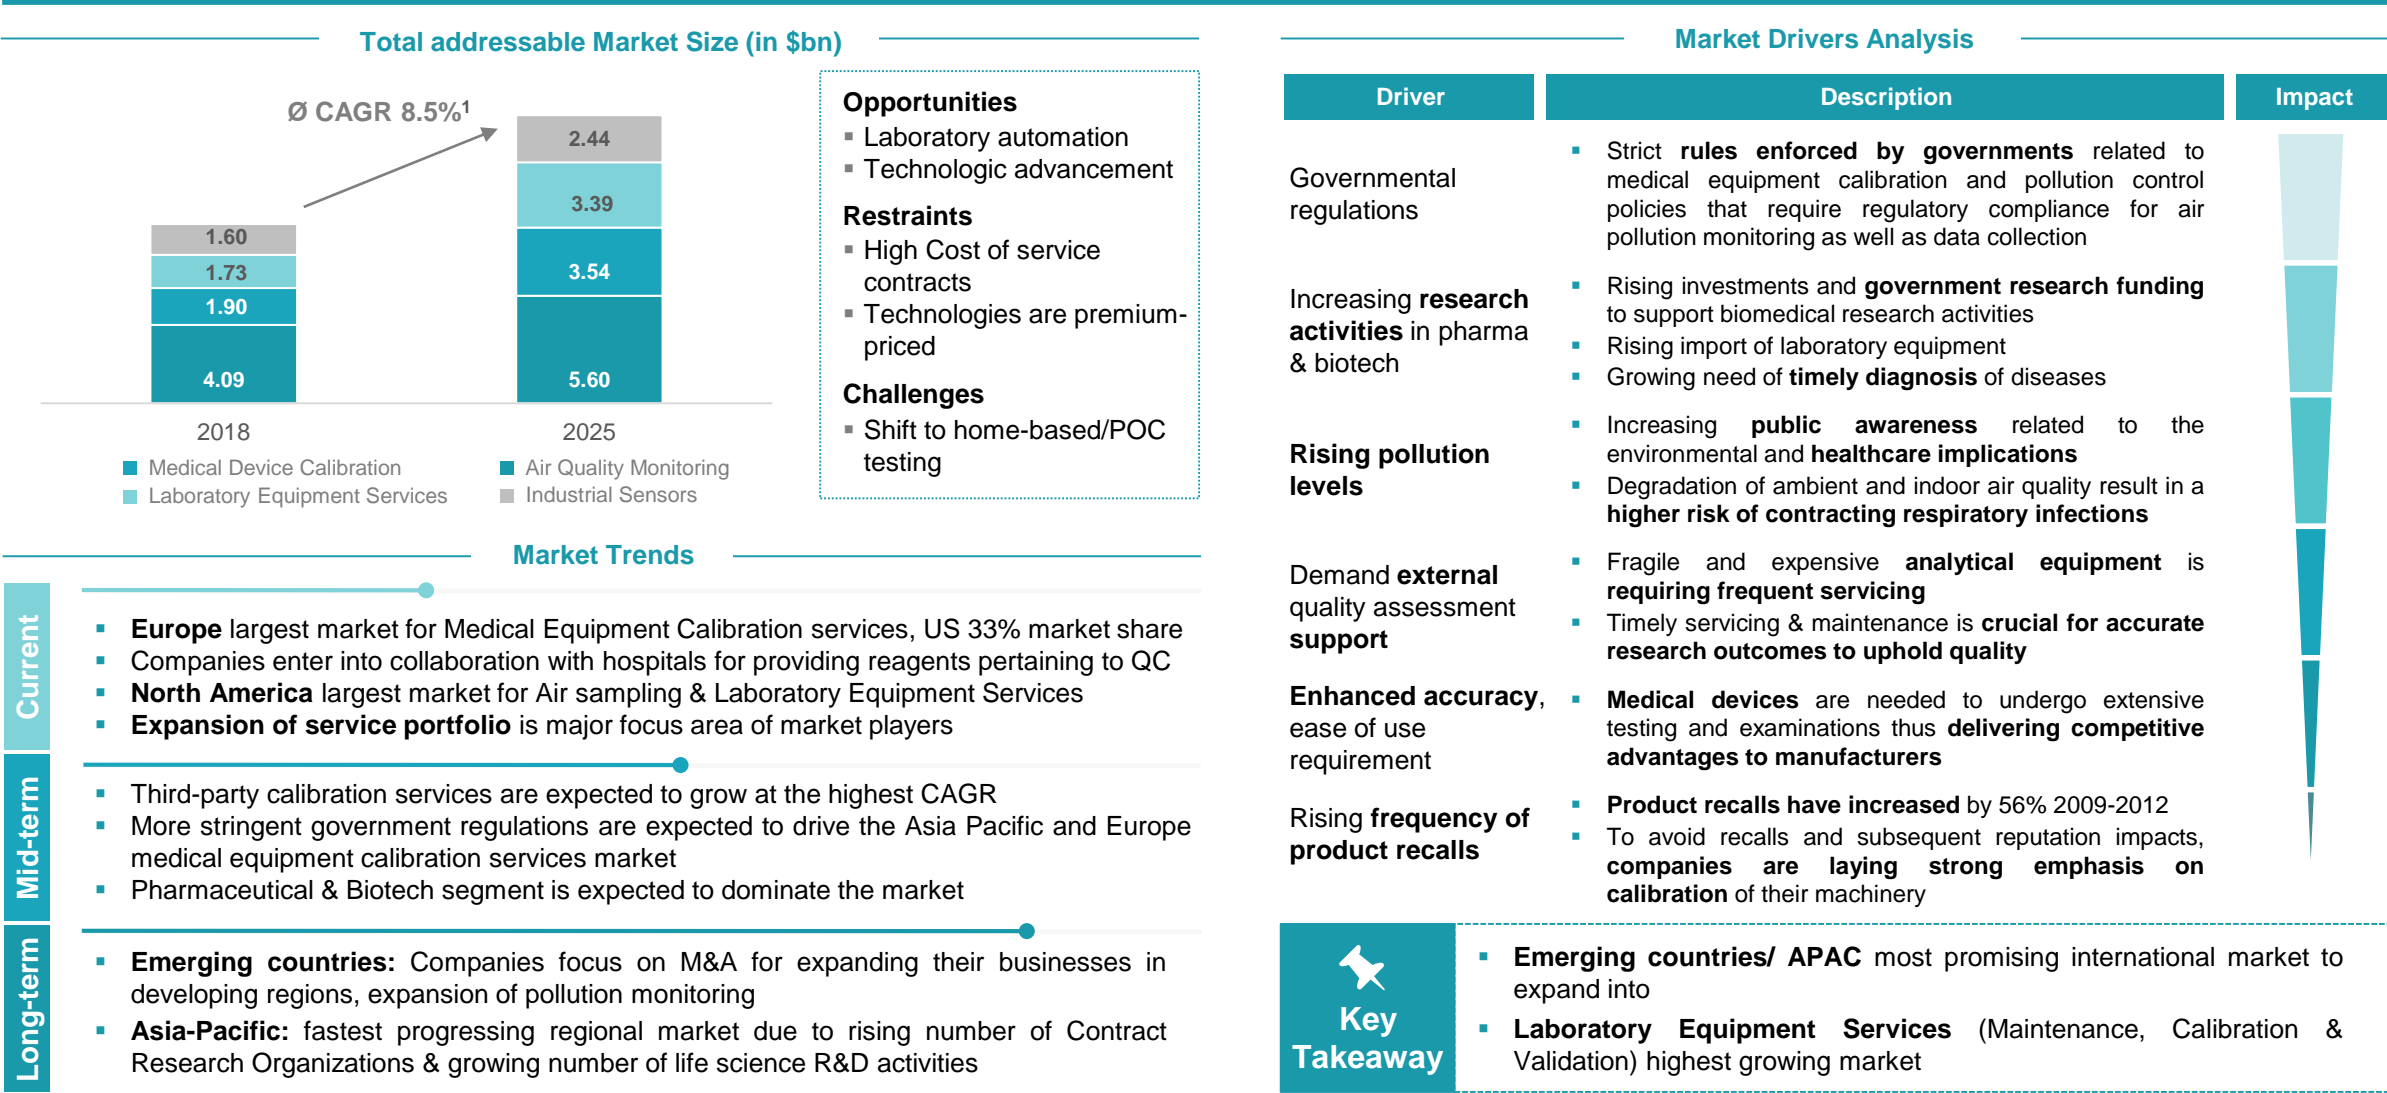 Total addressable Market Size (in $bn)
Ø CAGR 8.5%¹
1.60
1.73
1.90
4.09
2.44
3.39
3.54
5.60
2018
2025
Medical Device Calibration
Air Quality Monitoring
Laboratory Equipment Services
Industrial Sensors
Opportunities
Laboratory automation
Technologic advancement
Restraints
High Cost of service
contracts
Technologies are premium-
priced
Challenges
Shift to home-based/POC
testing
Market Trends
Current
Europe largest market for Medical Equipment Calibration services, US 33% market share
Companies enter into collaboration with hospitals for providing reagents pertaining to QC
North America largest market for Air sampling & Laboratory Equipment Services
Expansion of service portfolio is major focus area of market players
Mid-term
Third-party calibration services are expected to grow at the highest CAGR
More stringent government regulations are expected to drive the Asia Pacific and Europe
medical equipment calibration services market
Pharmaceutical & Biotech segment is expected to dominate the market
Long-term
Emerging countries: Companies focus on M&A for expanding their businesses in
developing regions, expansion of pollution monitoring
Asia-Pacific: fastest progressing regional market due to rising number of Contract
Research Organizations & growing number of life science R&D activities
Market Drivers Analysis
Driver
Description
Impact
Governmental
regulations
Strict rules enforced by governments related to
medical equipment calibration and pollution control
policies that require regulatory compliance for air
pollution monitoring as well as data collection
Increasing research
activities in pharma
& biotech
Rising investments and government research funding
to support biomedical research activities
Rising import of laboratory equipment
Growing need of timely diagnosis of diseases
Rising pollution
levels
Increasing public awareness related to the
environmental and healthcare implications
Degradation of ambient and indoor air quality result in a
higher risk of contracting respiratory infections
Demand external
quality assessment
support
Fragile and expensive analytical equipment is
requiring frequent servicing
Timely servicing & maintenance is crucial for accurate
research outcomes to uphold quality
Enhanced accuracy,
ease of use
requirement
Medical devices are needed to undergo extensive
testing and examinations thus delivering competitive
advantages to manufacturers
Rising frequency of
product recalls
Product recalls have increased by 56% 2009-2012
To avoid recalls and subsequent reputation impacts,
companies are laying strong emphasis on
calibration of their machinery
Key
Takeaway
Emerging countries/ APAC most promising international market to
expand into
Laboratory Equipment Services (Maintenance, Calibration &
Validation) highest growing market